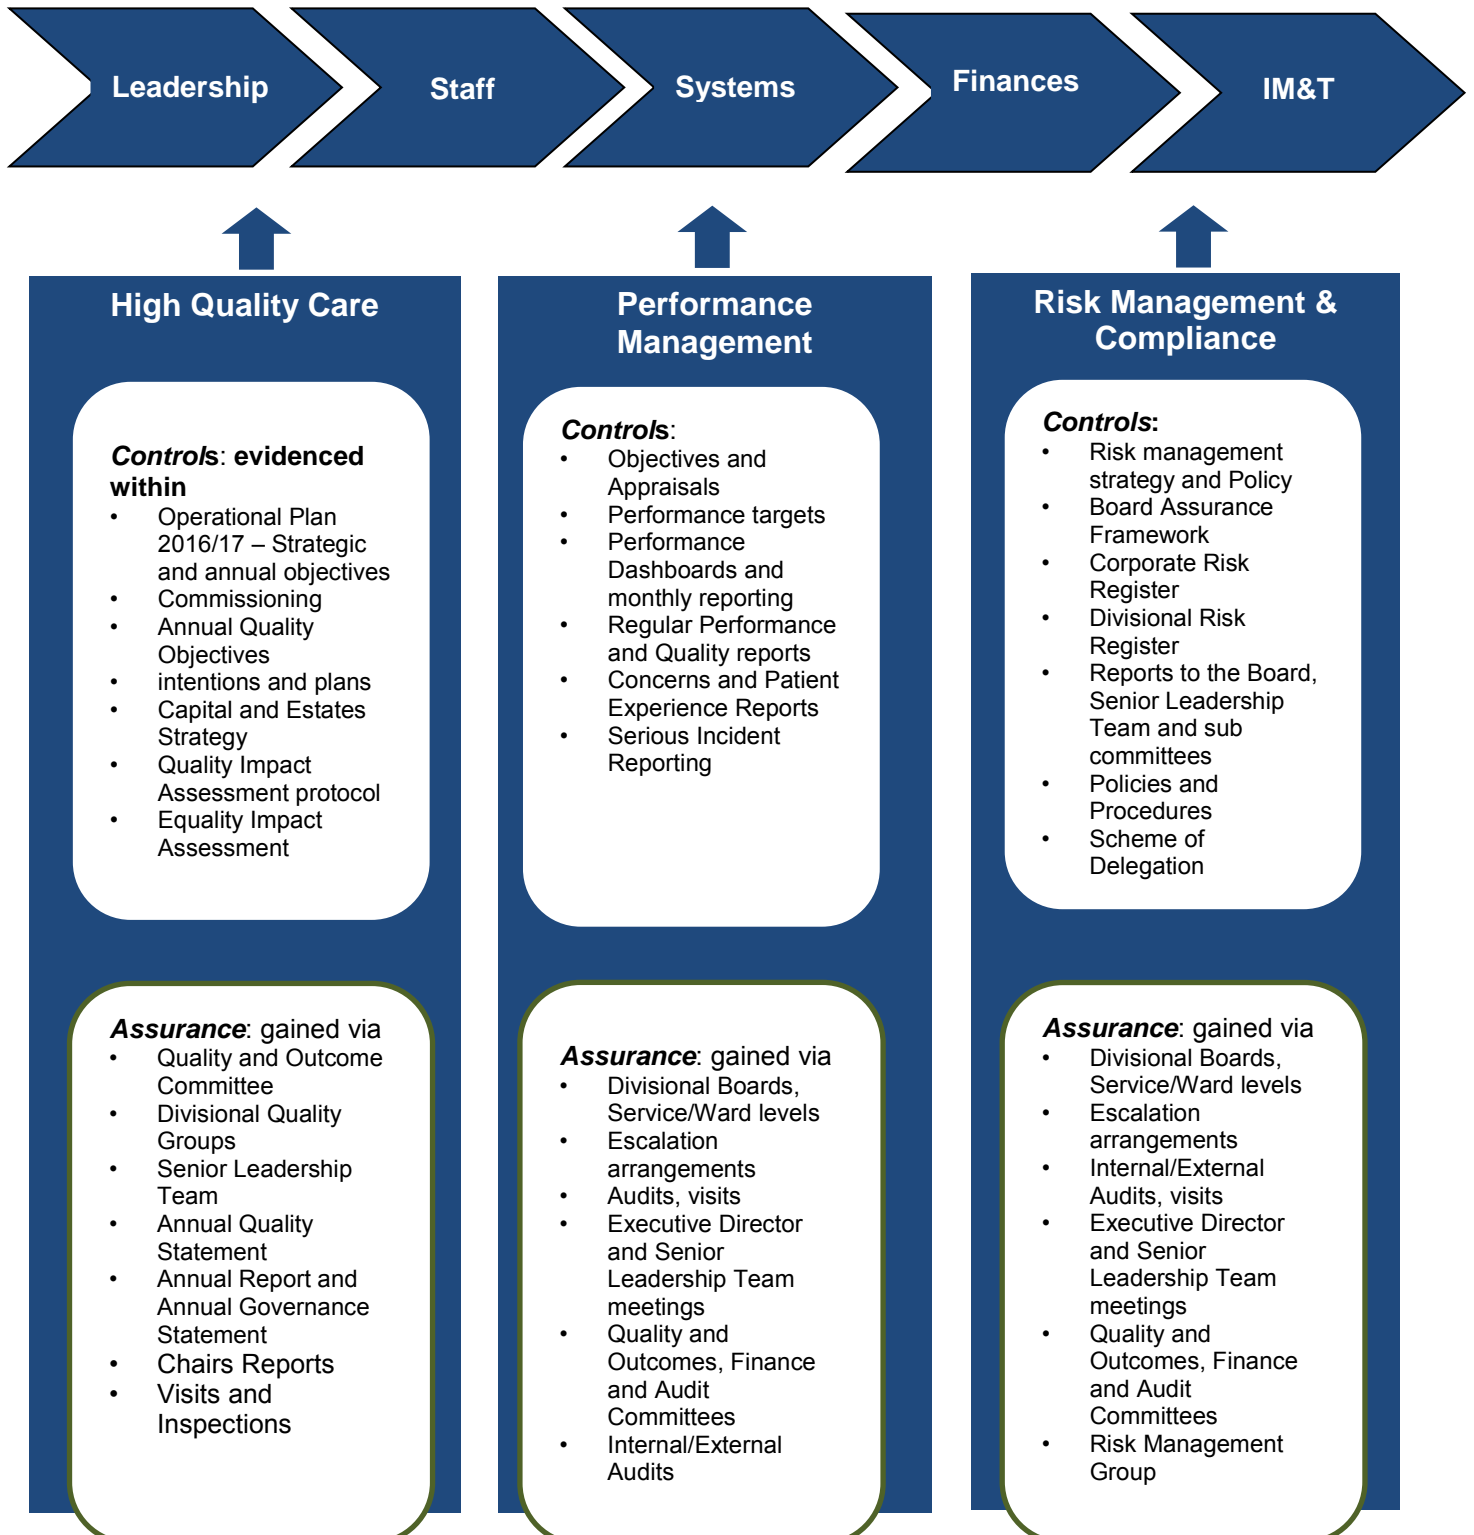 Leadership
Staff
Systems
Finances
IM&T
High Quality Care
Controls: evidenced
within
• Operational Plan
2016/17 – Strategic
and annual objectives
• Commissioning
• Annual Quality
Objectives
• intentions and plans
• Capital and Estates
Strategy
• Quality Impact
Assessment protocol
• Equality Impact
Assessment
Assurance: gained via
• Quality and Outcome
Committee
• Divisional Quality
Groups
• Senior Leadership
Team
• Annual Quality
Statement
• Annual Report and
Annual Governance
Statement
• Chairs Reports
• Visits and
Inspections
Performance
Management
Controls:
• Objectives and
Appraisals
• Performance targets
• Performance
Dashboards and
monthly reporting
• Regular Performance
and Quality reports
• Concerns and Patient
Experience Reports
• Serious Incident
Reporting
Assurance: gained via
• Divisional Boards,
Service/Ward levels
• Escalation
arrangements
• Audits, visits
• Executive Director
and Senior
Leadership Team
meetings
• Quality and
Outcomes, Finance
and Audit
Committees
• Internal/External
Audits
Risk Management &
Compliance
Controls:
• Risk management
strategy and Policy
• Board Assurance
Framework
• Corporate Risk
Register
• Divisional Risk
Register
• Reports to the Board,
Senior Leadership
Team and sub
committees
• Policies and
Procedures
• Scheme of
Delegation
Assurance: gained via
• Divisional Boards,
Service/Ward levels
• Escalation
arrangements
• Internal/External
Audits, visits
• Executive Director
and Senior
Leadership Team
meetings
• Quality and
Outcomes, Finance
and Audit
Committees
• Risk Management
Group